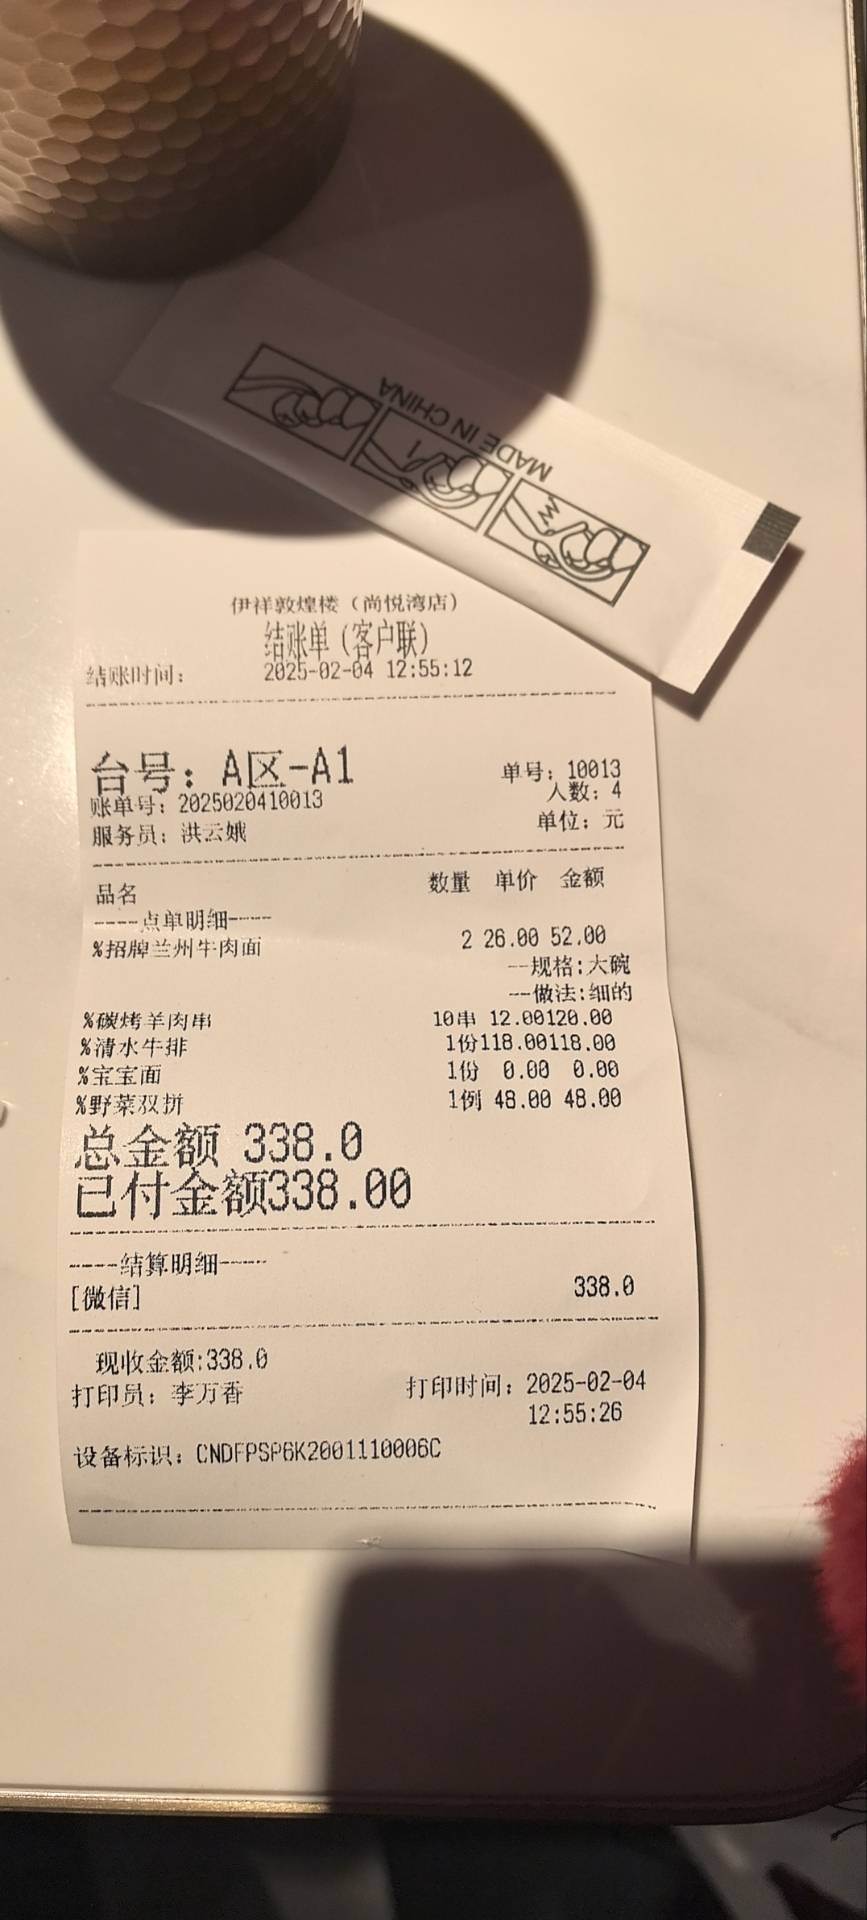 MADE IN CHINA
伊祥敦煌楼（尚悦湾店）
结账单（客户联）
结账时间： 2025-02-04 12:55:12
台号：A区-A1 单号：10013
账单号：2025020410013 人数：4
服务员：洪云娥 单位：元
品名 数量 单价 金额
----点单明细----
%招牌兰州牛肉面 2 26.00 52.00
--规格:大碗
--做法:细的
%碳烤羊肉串 10串 12.00120.00
%清水牛排 1份118.00118.00
%宝宝面 1份 0.00 0.00
%野菜双拼 1例 48.00 48.00
总金额 338.0
已付金额338.00
----结算明细----
[微信] 338.0
现收金额:338.0
打印员：李万香 打印时间：2025-02-04
12:55:26
设备标识：CNDFPSP6K2001110006C